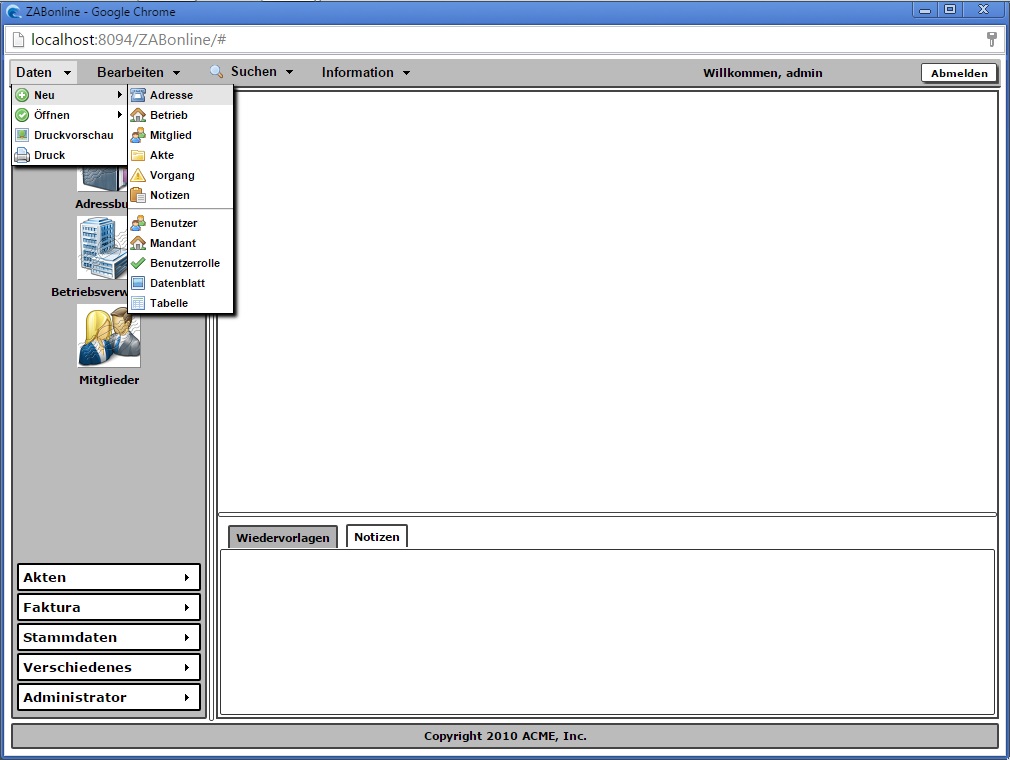 ZABonline - Google Chrome
localhost:8094/ZABonline/#
Daten Bearbeiten Suchen Information Willkommen, admin Abmelden
Neu
Öffnen
Druckvorschau
Druck
Adresse
Betrieb
Mitglied
Akte
Vorgang
Notizen
Benutzer
Mandant
Benutzerrolle
Datenblatt
Tabelle
Adressbu
Betriebsverw
Mitglieder
Akten
Faktura
Stammdaten
Verschiedenes
Administrator
Wiedervorlagen Notizen
Copyright 2010 ACME, Inc.